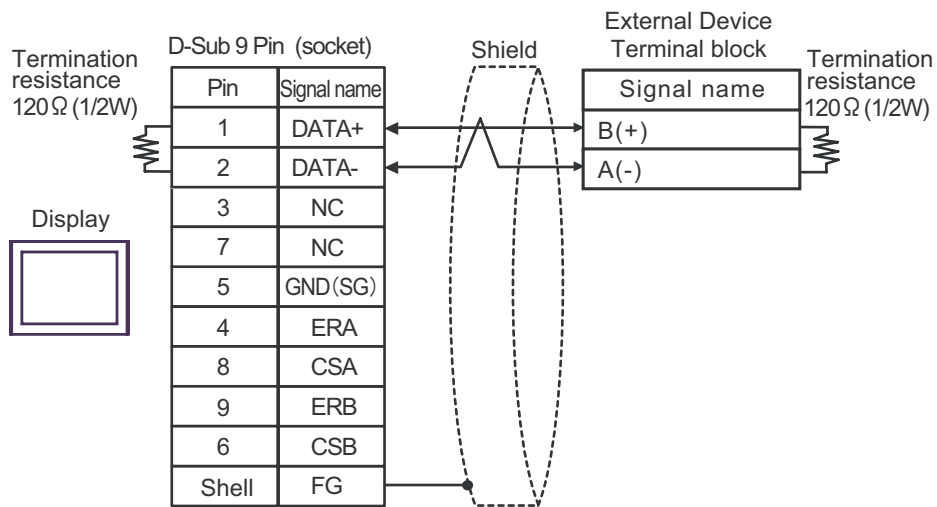 External Device
Terminal block
D-Sub 9 Pin (socket)
Shield
Termination
resistance
120Ω(1/2W)
Termination
resistance
120Ω(1/2W)
Pin Signal name
Signal name
1 DATA+
B(+)
2 DATA-
A(-)
3 NC
Display
7 NC
5 GND(SG)
4 ERA
8 CSA
9 ERB
6 CSB
Shell FG